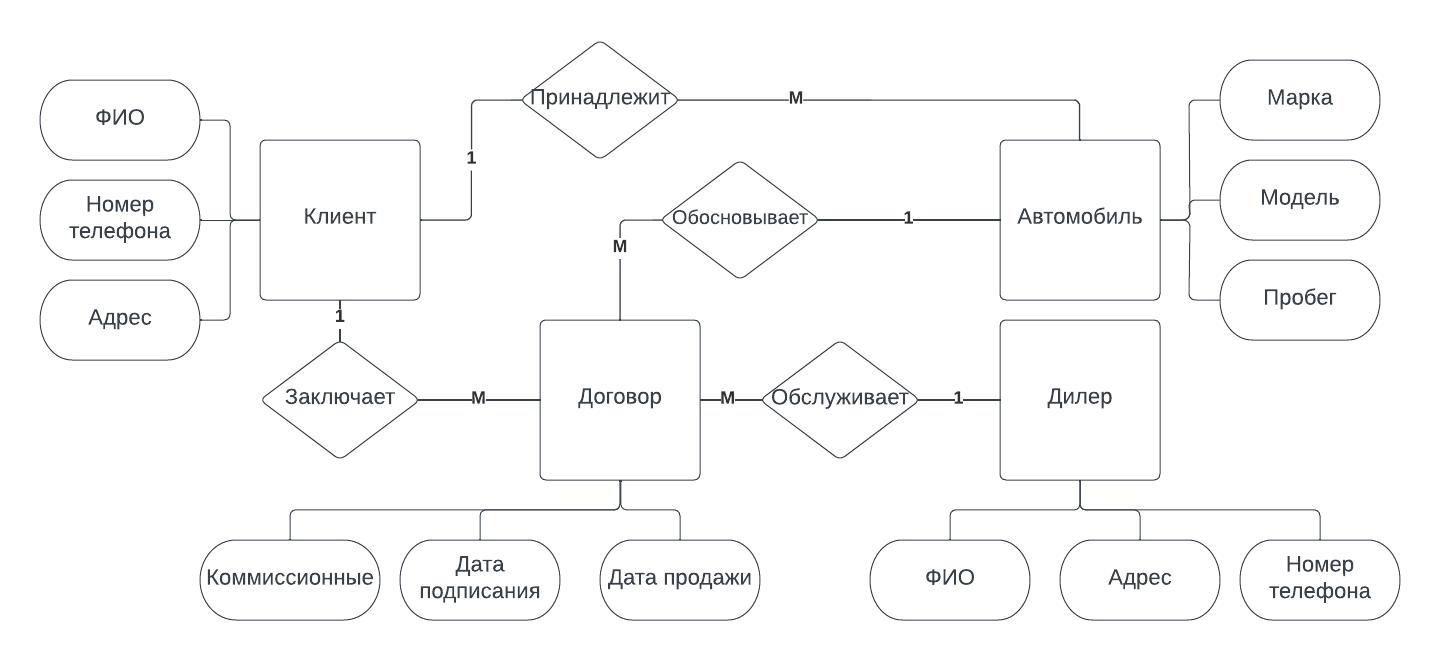 Принадлежит
М
Марка
ФИО
1
Номер
телефона
Клиент
Обосновывает
1
Автомобиль
Модель
М
Адрес
1
Пробег
Заключает
М
Договор
М
Обслуживает
1
Дилер
Коммиссионные
Дата
подписания
Дата продажи
ФИО
Адрес
Номер
телефона